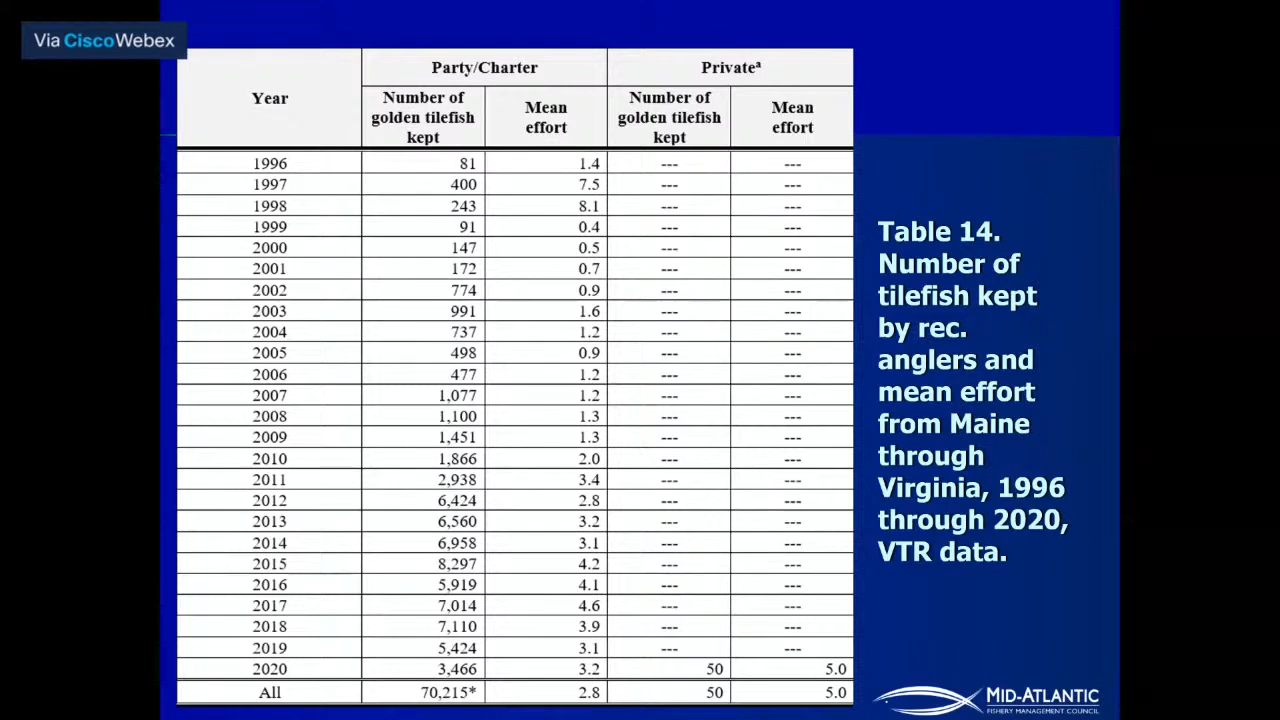 Via CiscoWebex
Year Party/Charter Privateᵃ
Number of golden tilefish kept Mean effort Number of golden tilefish kept Mean effort
1996 81 1.4 --- ---
1997 400 7.5 --- ---
1998 243 8.1 --- ---
1999 91 0.4 --- ---
2000 147 0.5 --- ---
2001 172 0.7 --- ---
2002 774 0.9 --- ---
2003 991 1.6 --- ---
2004 737 1.2 --- ---
2005 498 0.9 --- ---
2006 477 1.2 --- ---
2007 1,077 1.2 --- ---
2008 1,100 1.3 --- ---
2009 1,451 1.3 --- ---
2010 1,866 2.0 --- ---
2011 2,938 3.4 --- ---
2012 6,424 2.8 --- ---
2013 6,560 3.2 --- ---
2014 6,958 3.1 --- ---
2015 8,297 4.2 --- ---
2016 5,919 4.1 --- ---
2017 7,014 4.6 --- ---
2018 7,110 3.9 --- ---
2019 5,424 3.1 --- ---
2020 3,466 3.2 50 5.0
All 70,215* 2.8 50 5.0
Table 14.
Number of
tilefish kept
by rec.
anglers and
mean effort
from Maine
through
Virginia, 1996
through 2020,
VTR data.
MID-ATLANTIC
FISHERY MANAGEMENT COUNCIL